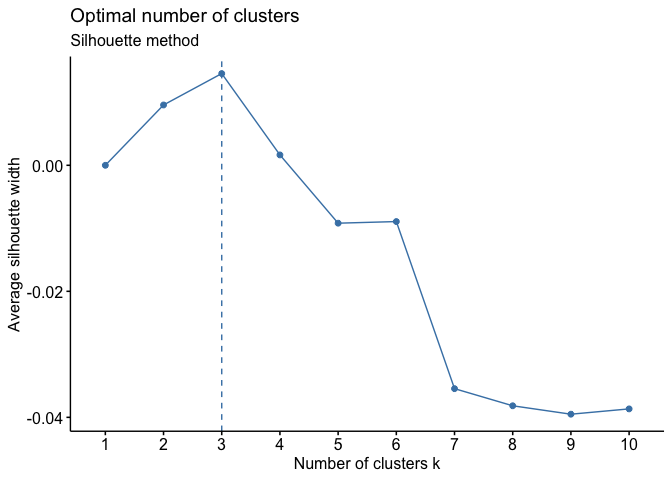 Optimal number of clusters
Silhouette method
Average silhouette width
0.00
-0.02
-0.04
1 2 3 4 5 6 7 8 9 10
Number of clusters k